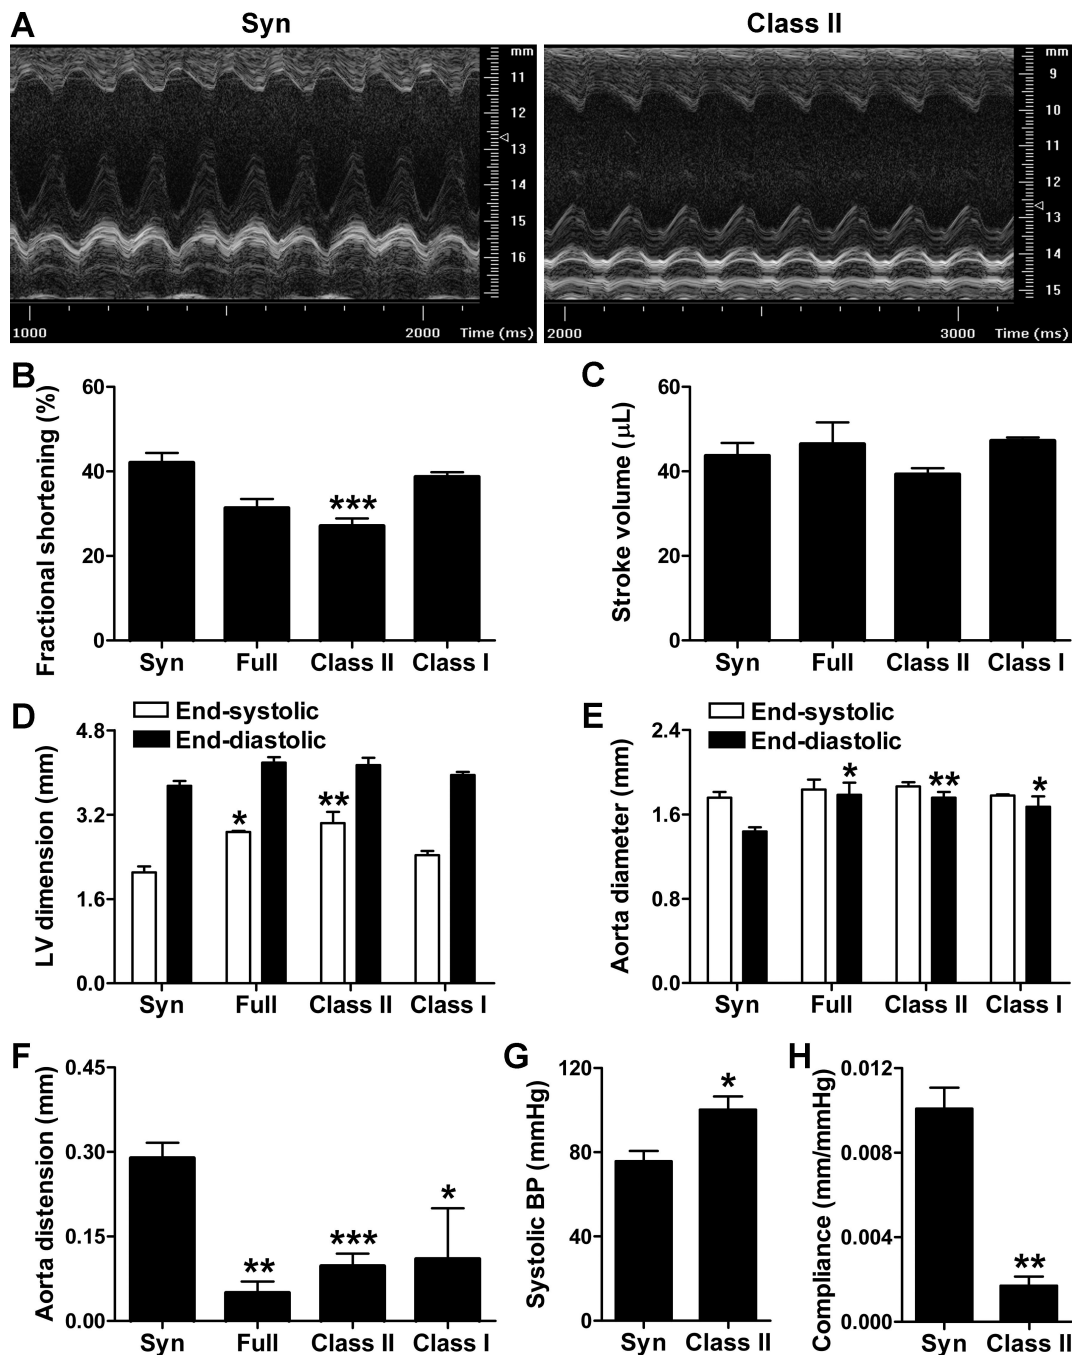 A
Syn
Class II
mm
11
12
13
14
15
16
1000
2000
Time (ms)
mm
9
10
11
12
13
14
15
2000
3000
Time (ms)
B
Fractional shortening (%)
60
40
20
0
***
Syn Full Class II Class I
C
Stroke volume (μL)
60
40
20
0
Syn Full Class II Class I
D
End-systolic
End-diastolic
LV dimension (mm)
4.8
3.2
1.6
0.0
* **
Syn Full Class II Class I
E
End-systolic
End-diastolic
Aorta diameter (mm)
2.4
1.6
0.8
0.0
* ** *
Syn Full Class II Class I
F
Aorta distension (mm)
0.45
0.30
0.15
0.00
** *** *
Syn Full Class II Class I
G
Systolic BP (mmHg)
120
80
40
0
*
Syn Class II
H
Compliance (mm/mmHg)
0.012
0.008
0.004
0.000
**
Syn Class II